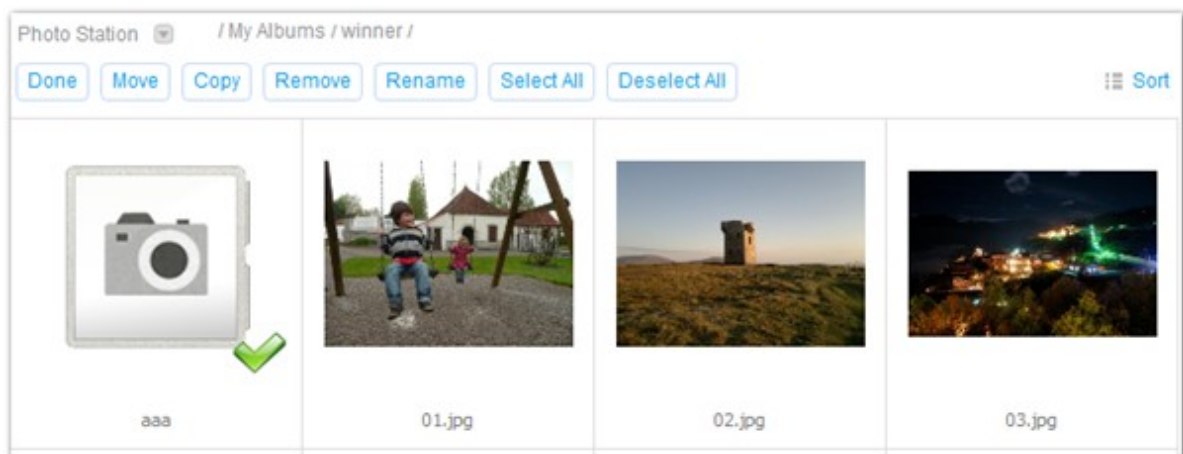 Photo Station / My Albums / winner /
Done Move Copy Remove Rename Select All Deselect All Sort
aaa 01.jpg 02.jpg 03.jpg